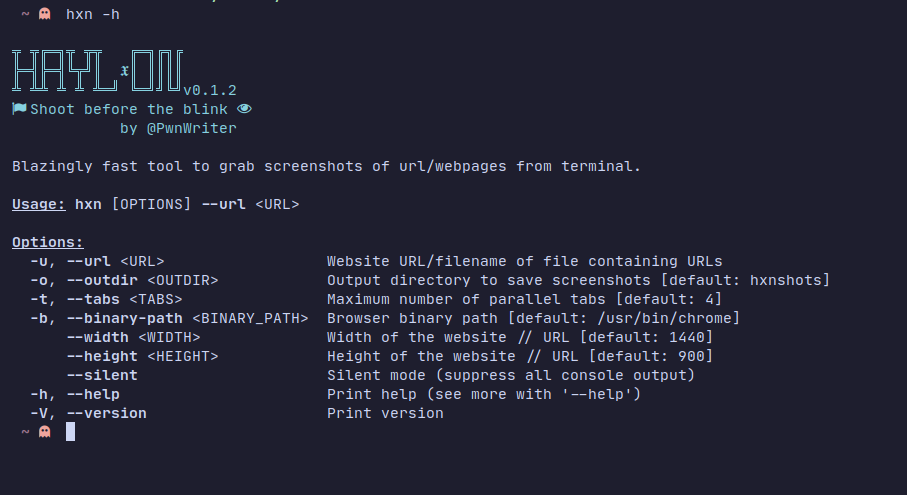 ~ hxn -h
HAYL x ON v0.1.2
Shoot before the blink
by @PwnWriter
Blazingly fast tool to grab screenshots of url/webpages from terminal.
Usage: hxn [OPTIONS] --url <URL>
Options:
-u, --url <URL> Website URL/filename of file containing URLs
-o, --outdir <OUTDIR> Output directory to save screenshots [default: hxnshots]
-t, --tabs <TABS> Maximum number of parallel tabs [default: 4]
-b, --binary-path <BINARY_PATH> Browser binary path [default: /usr/bin/chrome]
--width <WIDTH> Width of the website // URL [default: 1440]
--height <HEIGHT> Height of the website // URL [default: 900]
--silent Silent mode (suppress all console output)
-h, --help Print help (see more with '--help')
-V, --version Print version
~